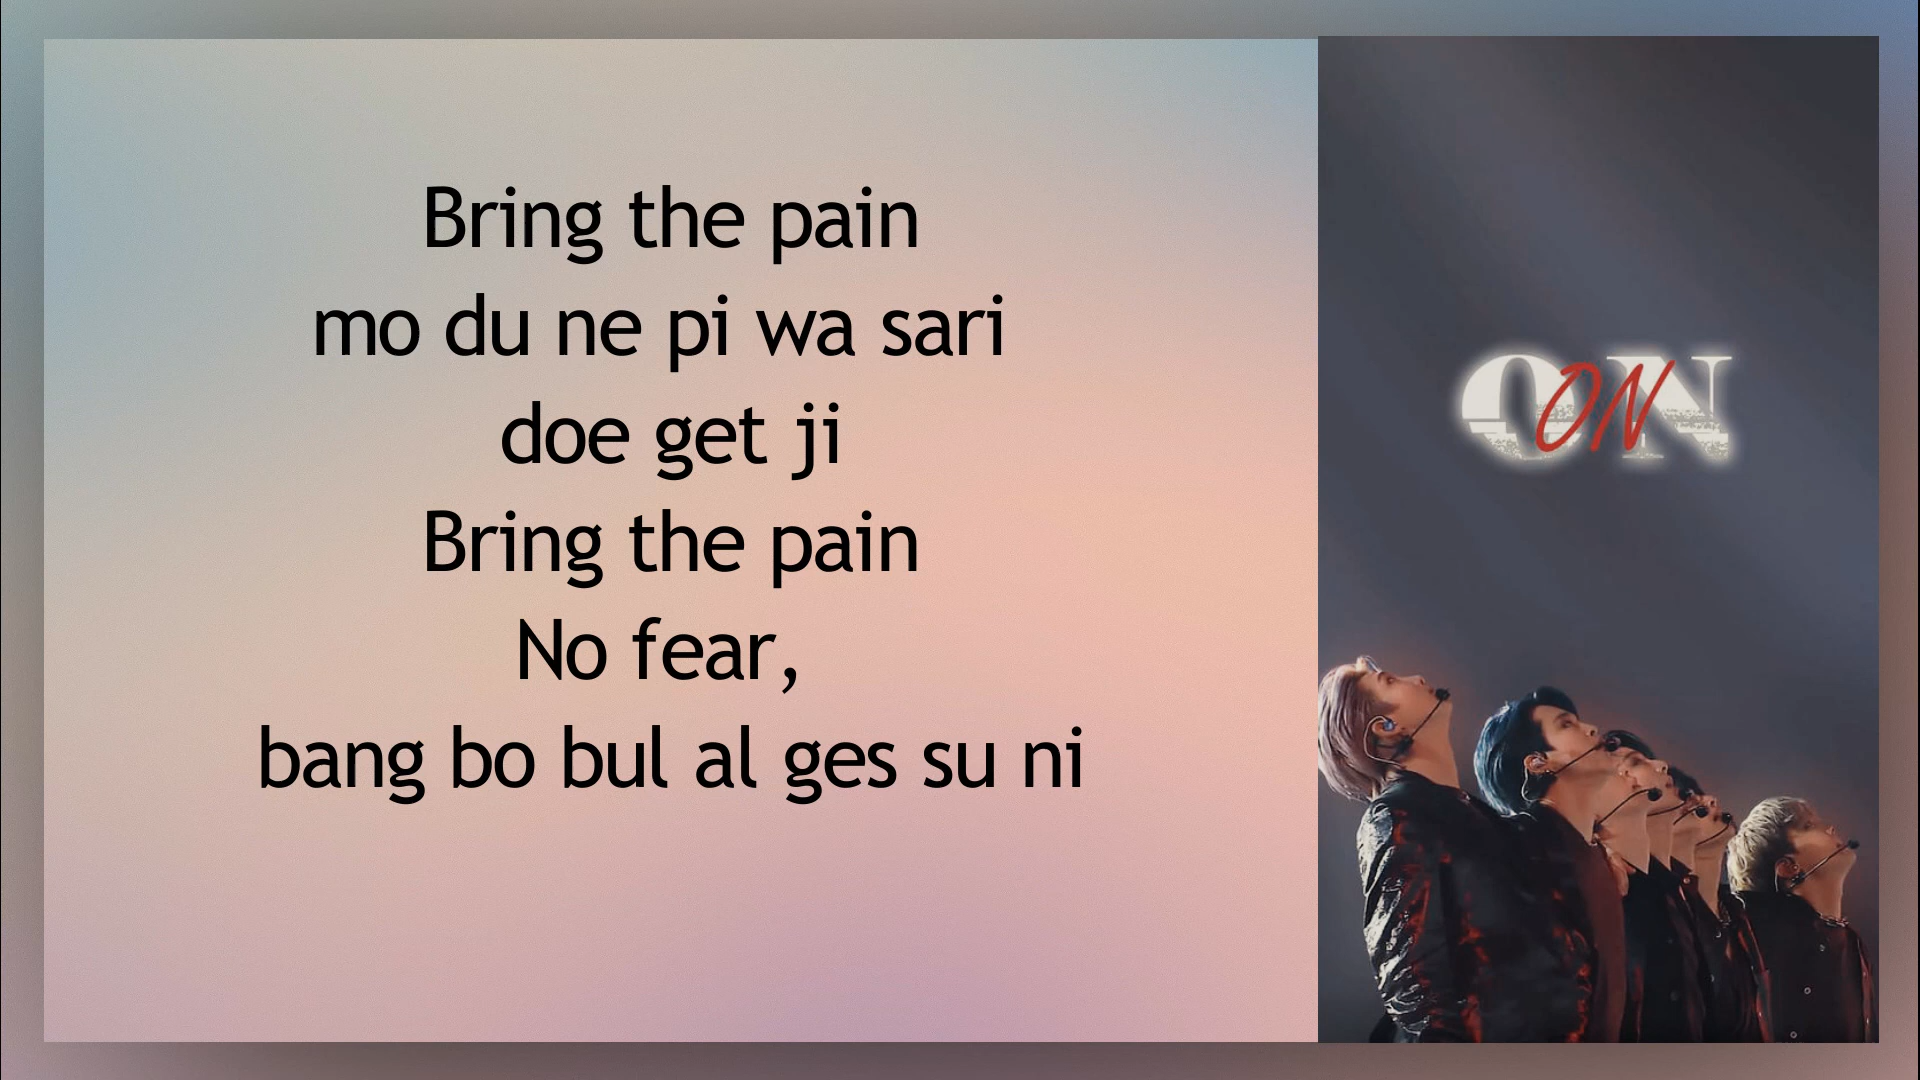 Bring the pain
mo du ne pi wa sari
doe get ji
Bring the pain
No fear,
bang bo bul al ges su ni
ON
ON